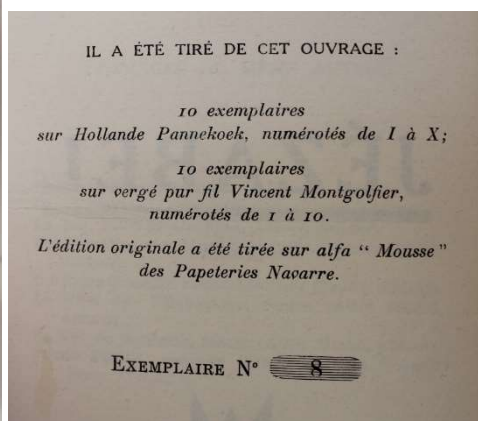 IL A ÉTÉ TIRÉ DE CET OUVRAGE :
10 exemplaires
sur Hollande Pannekoek, numérotés de I à X;
10 exemplaires
sur vergé pur fil Vincent Montgolfier,
numérotés de 1 à 10.
L'édition originale a été tirée sur alfa “ Mousse ”
des Papeteries Navarre.
EXEMPLAIRE N° 8